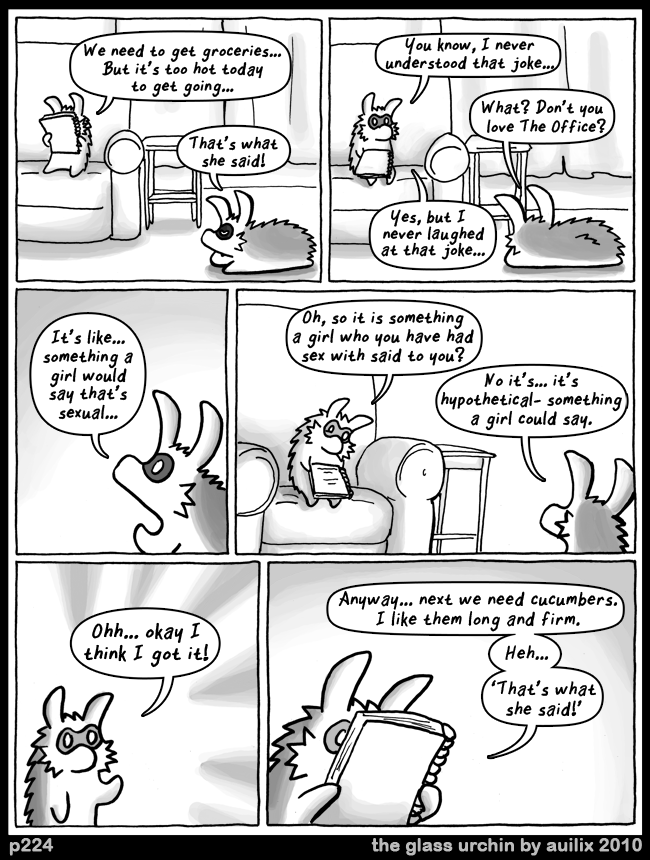 We need to get groceries...
But it's too hot today
to get going...
That's what
she said!
You know, I never
understood that joke...
What? Don't you
love The Office?
Yes, but I
never laughed
at that joke...
It's like...
something a
girl would
say that's
sexual...
Oh, so it is something
a girl who you have had
sex with said to you?
No it's... it's
hypothetical- something
a girl could say.
Ohh... okay I
think I got it!
Anyway... next we need cucumbers.
I like them long and firm.
Heh...
'That's what
she said!'
p224
the glass urchin by auilix 2010